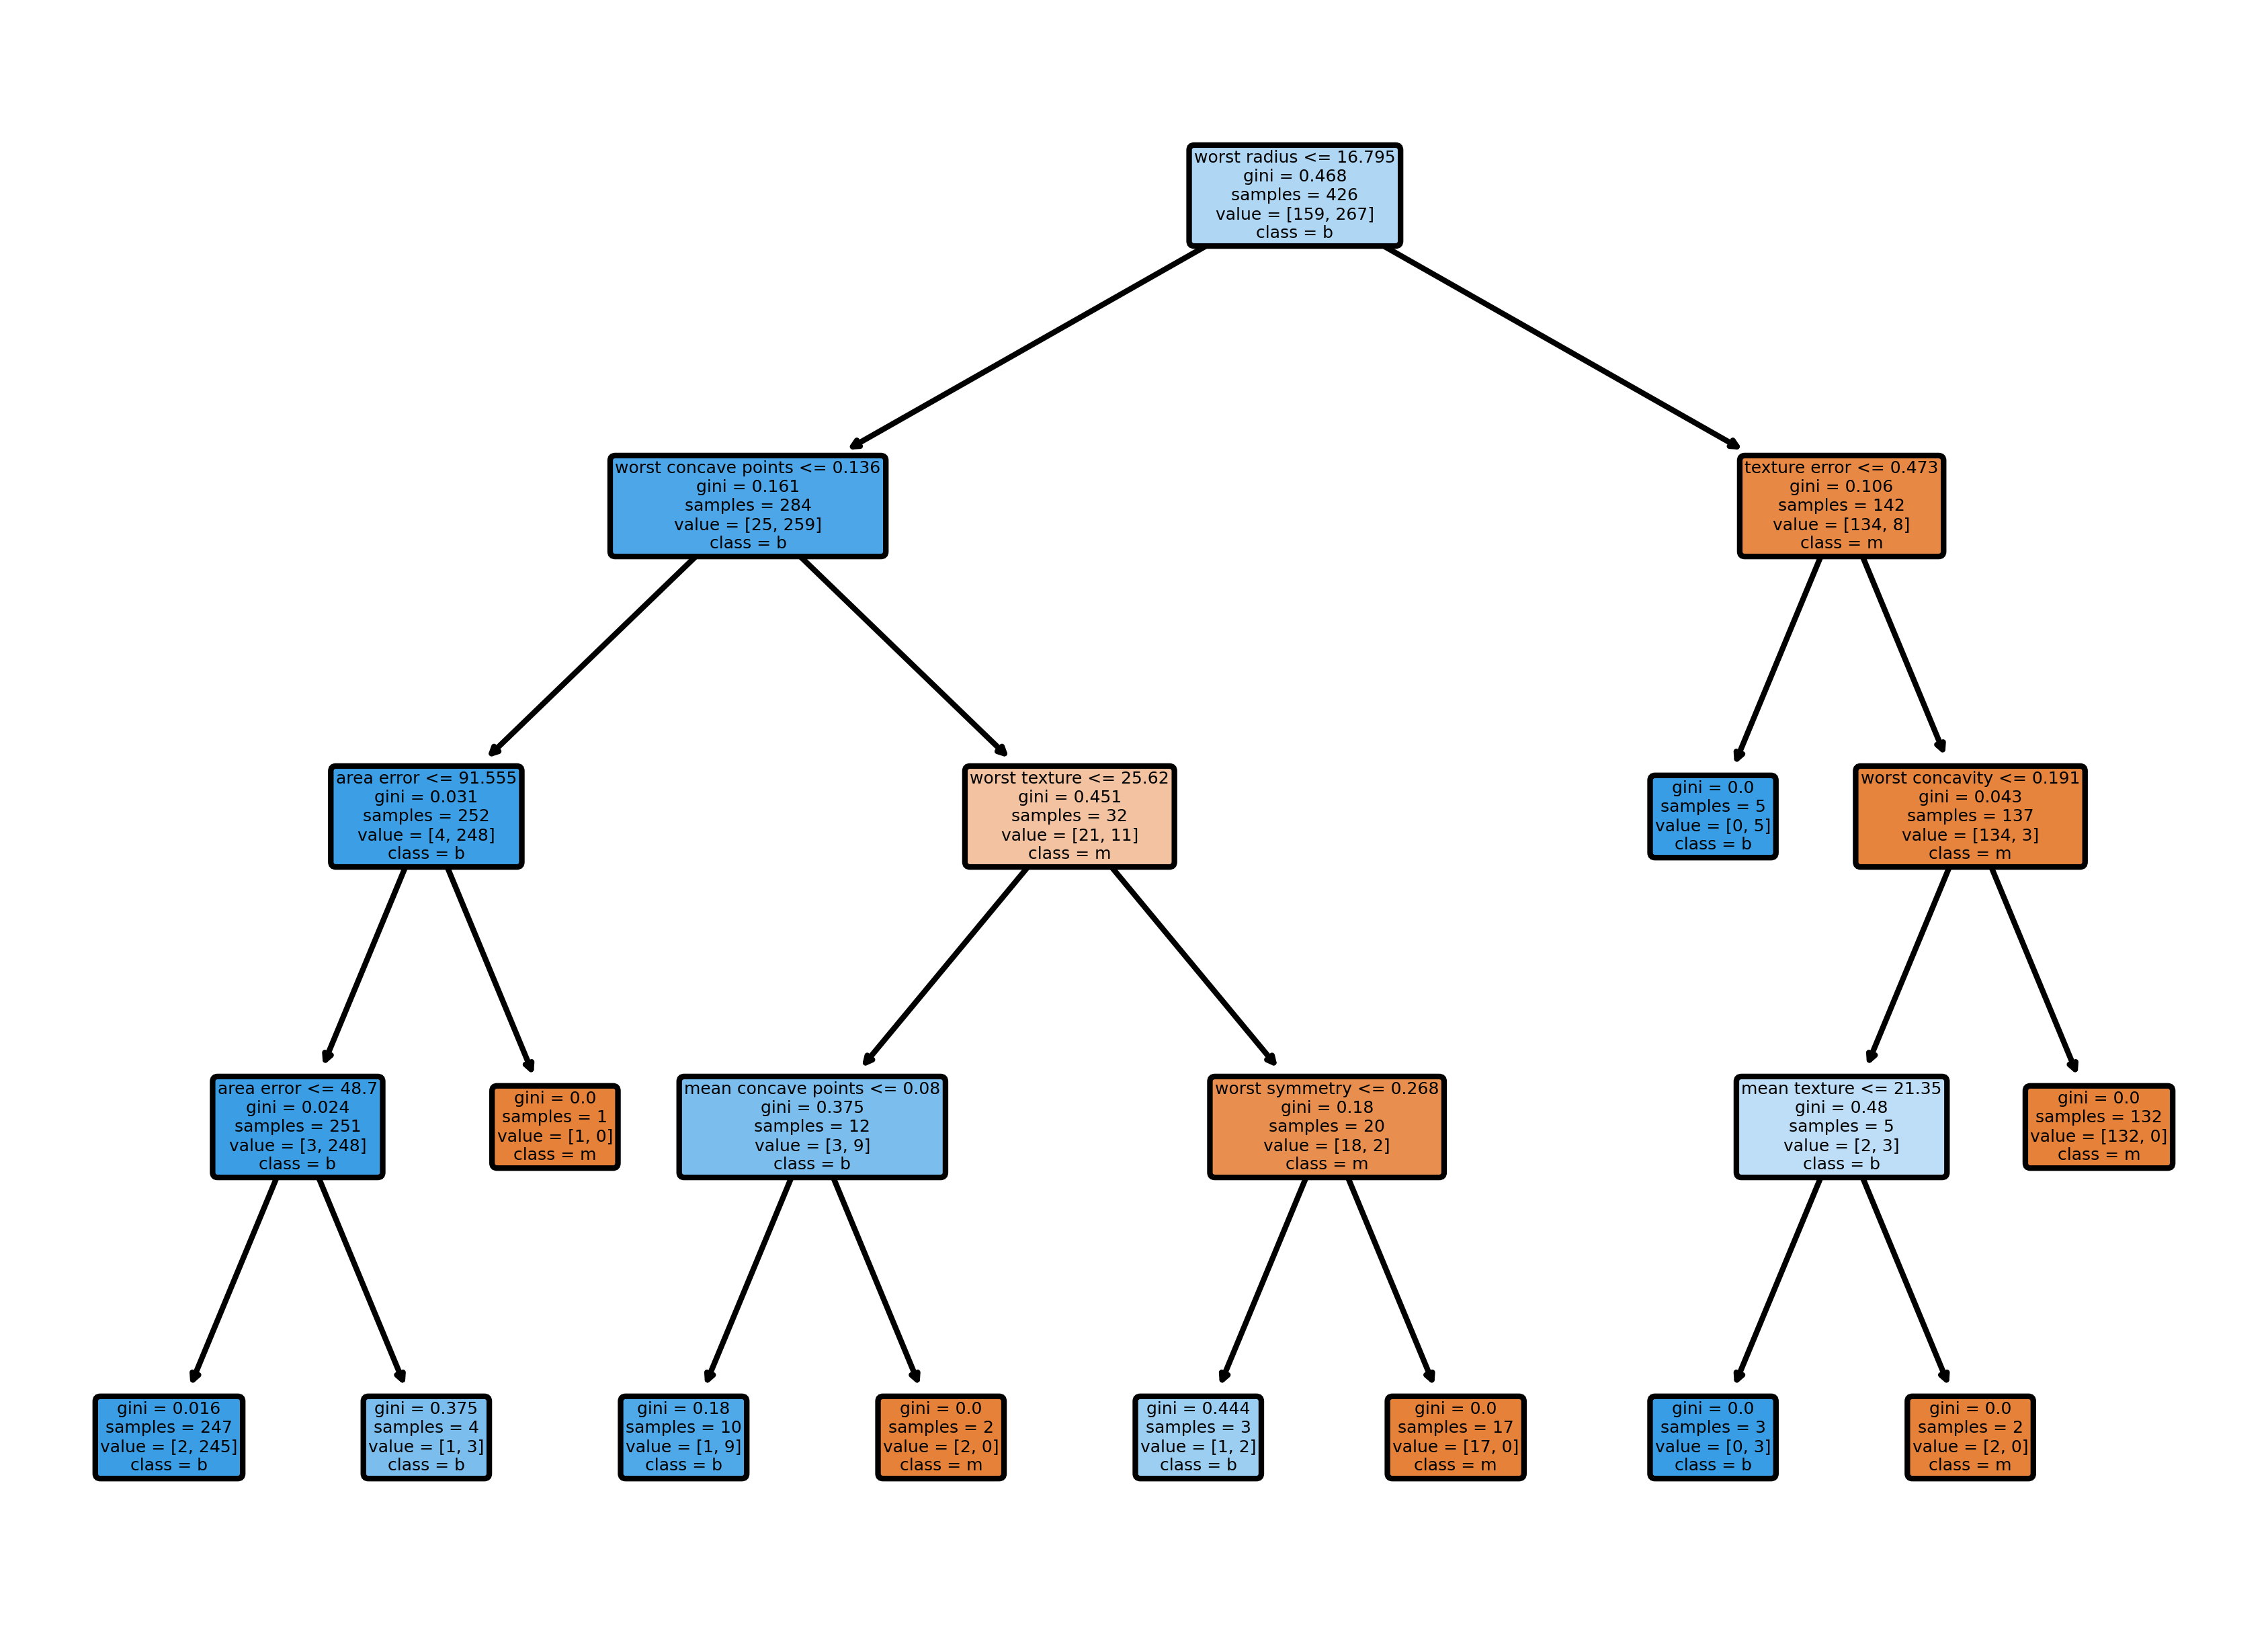 worst radius <= 16.795
gini = 0.468
samples = 426
value = [159, 267]
class = b
worst concave points <= 0.136
gini = 0.161
samples = 284
value = [25, 259]
class = b
texture error <= 0.473
gini = 0.106
samples = 142
value = [134, 8]
class = m
area error <= 91.555
gini = 0.031
samples = 252
value = [4, 248]
class = b
worst texture <= 25.62
gini = 0.451
samples = 32
value = [21, 11]
class = m
gini = 0.0
samples = 5
value = [0, 5]
class = b
worst concavity <= 0.191
gini = 0.043
samples = 137
value = [134, 3]
class = m
area error <= 48.7
gini = 0.024
samples = 251
value = [3, 248]
class = b
gini = 0.0
samples = 1
value = [1, 0]
class = m
mean concave points <= 0.08
gini = 0.375
samples = 12
value = [3, 9]
class = b
worst symmetry <= 0.268
gini = 0.18
samples = 20
value = [18, 2]
class = m
mean texture <= 21.35
gini = 0.48
samples = 5
value = [2, 3]
class = b
gini = 0.0
samples = 132
value = [132, 0]
class = m
gini = 0.016
samples = 247
value = [2, 245]
class = b
gini = 0.375
samples = 4
value = [1, 3]
class = b
gini = 0.18
samples = 10
value = [1, 9]
class = b
gini = 0.0
samples = 2
value = [2, 0]
class = m
gini = 0.444
samples = 3
value = [1, 2]
class = b
gini = 0.0
samples = 17
value = [17, 0]
class = m
gini = 0.0
samples = 3
value = [0, 3]
class = b
gini = 0.0
samples = 2
value = [2, 0]
class = m